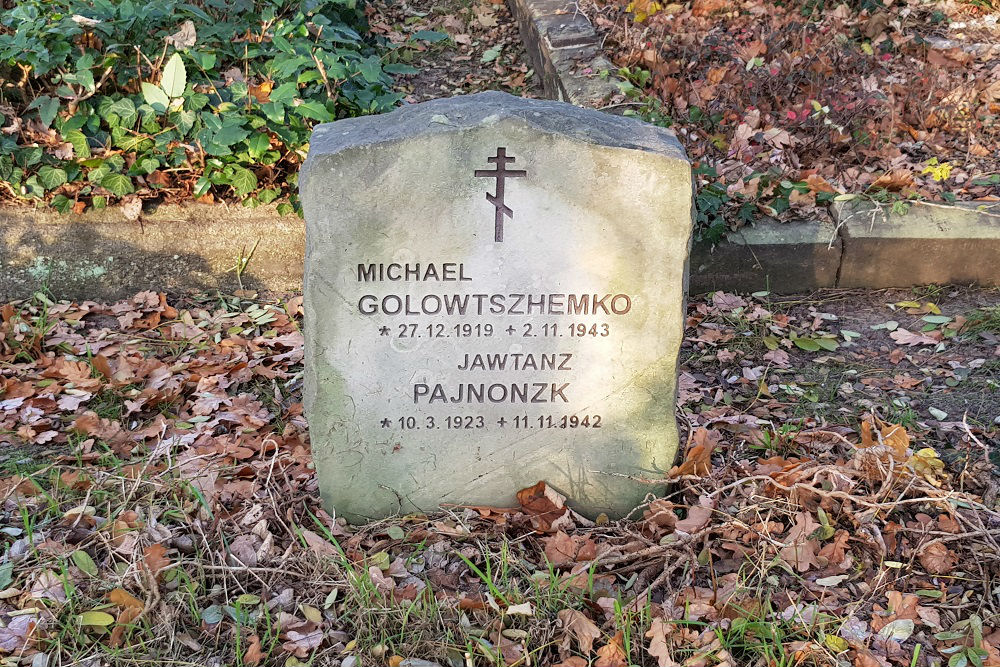 MICHAEL
GOLOWTSZHEMKO
* 27.12.1919 + 2.11.1943
JAWTANZ
PAJNONZK
* 10.3.1923 + 11.11.1942